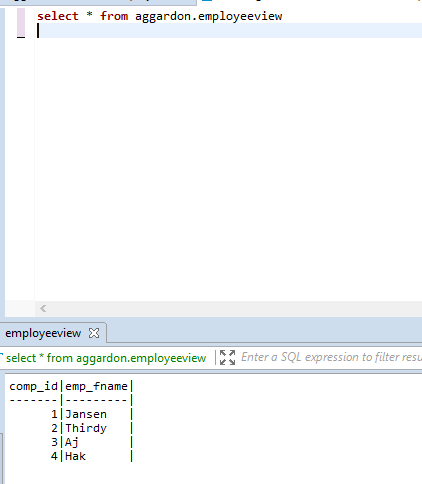 select * from aggardon.employeeview
employeeview
select * from aggardon.employeeview Enter a SQL expression to filter resu
comp_id|emp_fname|
-------|---------|
1|Jansen |
2|Thirdy |
3|Aj |
4|Hak |